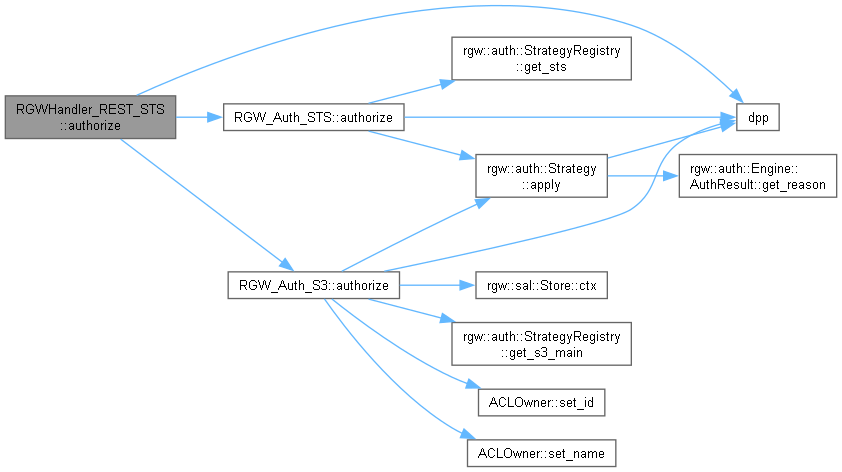 RGWHandler_REST_STS
::authorize
RGW_Auth_STS::authorize
RGW_Auth_S3::authorize
rgw::auth::StrategyRegistry
::get_sts
rgw::auth::Strategy
::apply
rgw::sal::Store::ctx
rgw::auth::StrategyRegistry
::get_s3_main
ACLOwner::set_id
ACLOwner::set_name
dpp
rgw::auth::Engine::
AuthResult::get_reason